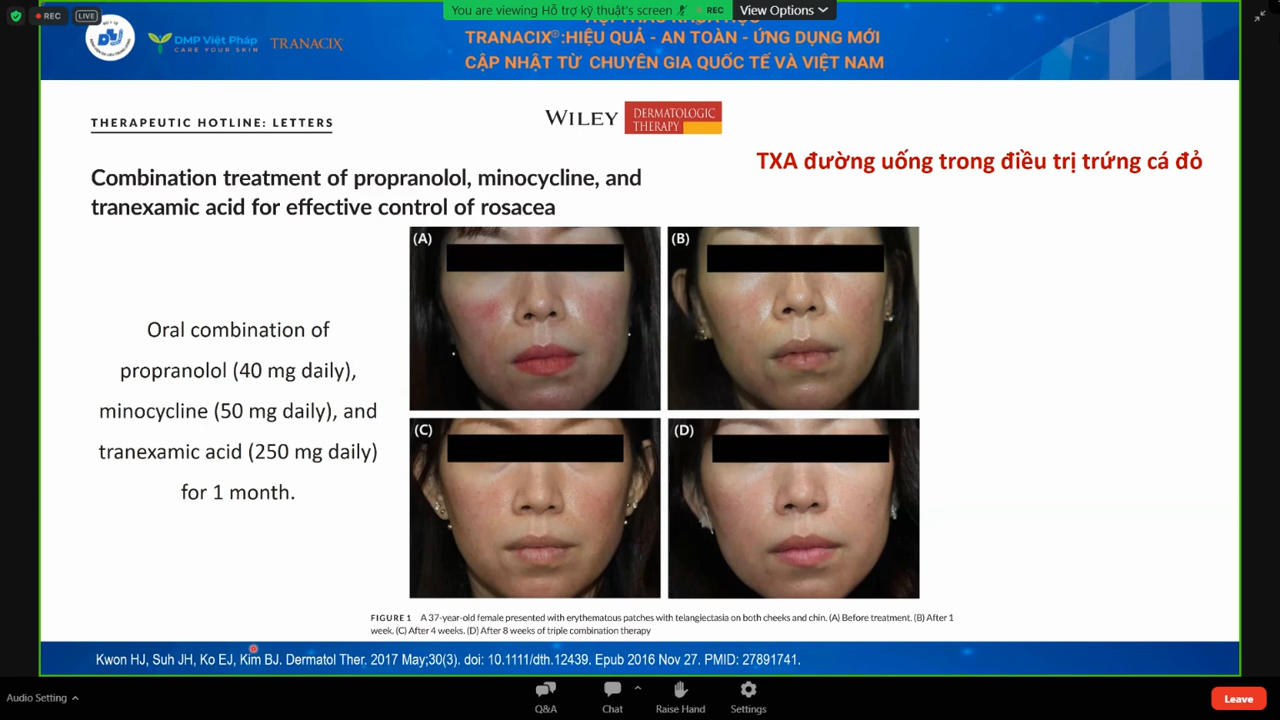 REC
LIVE
You are viewing Hỗ trợ kỹ thuật's screen
REC
View Options
HỘI THẢO KHOA HỌC
TRANACIX®:HIỆU QUẢ - AN TOÀN - ỨNG DỤNG MỚI
CẬP NHẬT TỪ CHUYÊN GIA QUỐC TẾ VÀ VIỆT NAM
DMP Việt Pháp
CARE YOUR SKIN
TRANACIX
THERAPEUTIC HOTLINE: LETTERS
WILEY
DERMATOLOGIC
THERAPY
TXA đường uống trong điều trị trứng cá đỏ
Combination treatment of propranolol, minocycline, and
tranexamic acid for effective control of rosacea
(A)
(B)
Oral combination of
propranolol (40 mg daily),
minocycline (50 mg daily), and
tranexamic acid (250 mg daily)
for 1 month.
(C)
(D)
FIGURE 1 A 37-year-old female presented with erythematous patches with telangiectasia on both cheeks and chin. (A) Before treatment. (B) After 1
week. (C) After 4 weeks. (D) After 8 weeks of triple combination therapy
Kwon HJ, Suh JH, Ko EJ, Kim BJ. Dermatol Ther. 2017 May;30(3). doi: 10.1111/dth.12439. Epub 2016 Nov 27. PMID: 27891741.
Audio Setting
Q&A
Chat
Raise Hand
Settings
Leave